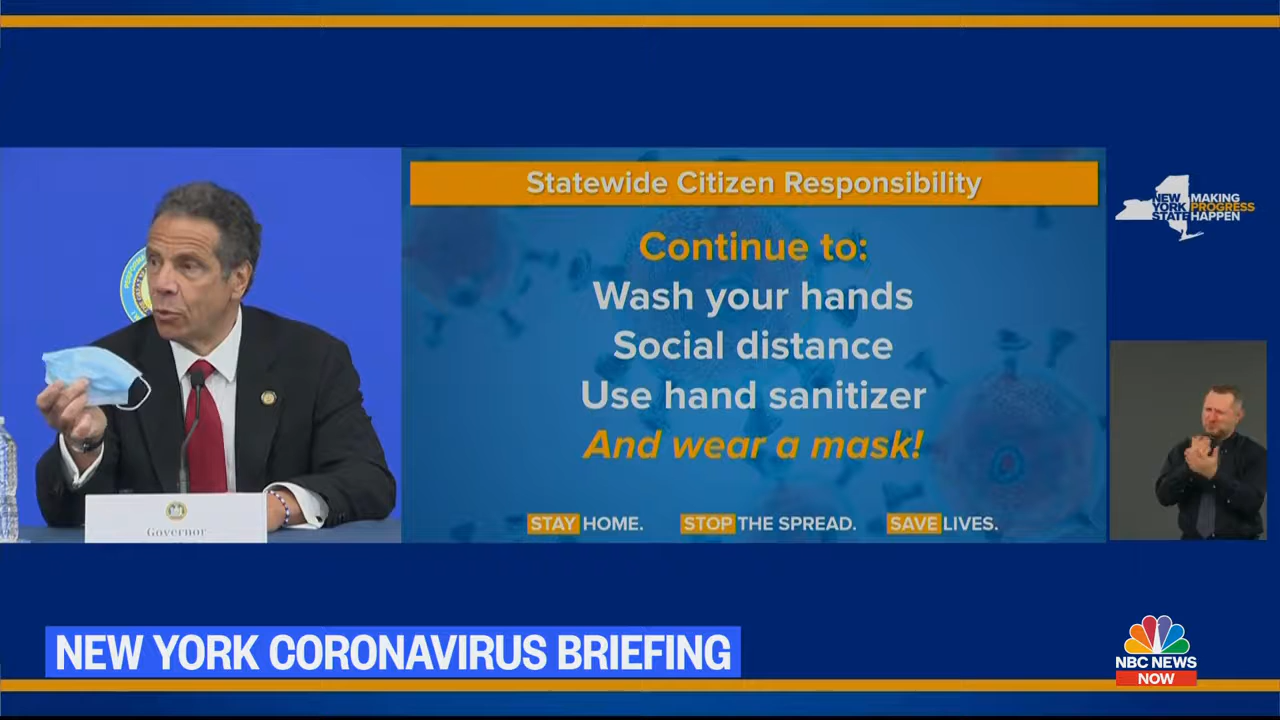 Statewide Citizen Responsibility
Continue to:
Wash your hands
Social distance
Use hand sanitizer
And wear a mask!
STAY HOME. STOP THE SPREAD. SAVE LIVES.
NEW YORK STATE
MAKING PROGRESS HAPPEN
Governor
NEW YORK CORONAVIRUS BRIEFING
NBC NEWS
NOW